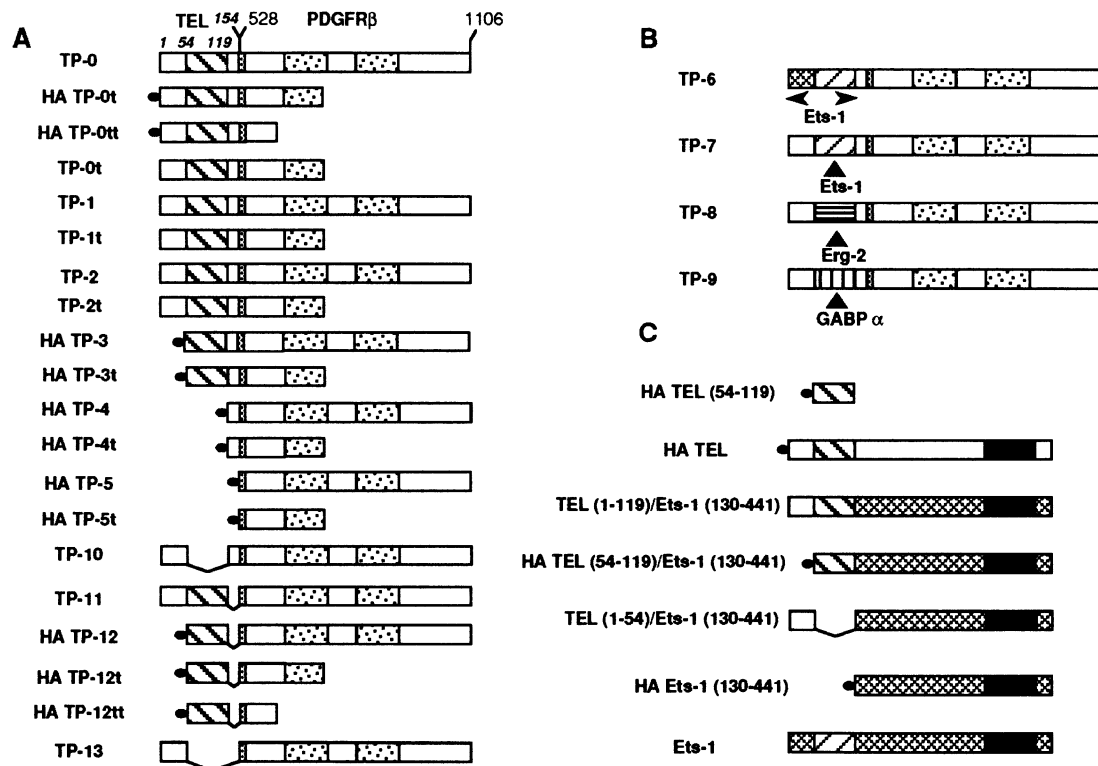 A
TEL 154 528 PDGFRβ 1106
1 54 119
TP-0
HA TP-0t
HA TP-0tt
TP-0t
TP-1
TP-1t
TP-2
TP-2t
HA TP-3
HA TP-3t
HA TP-4
HA TP-4t
HA TP-5
HA TP-5t
TP-10
TP-11
HA TP-12
HA TP-12t
HA TP-12tt
TP-13
B
TP-6
Ets-1
TP-7
Ets-1
TP-8
Erg-2
TP-9
GABP α
C
HA TEL (54-119)
HA TEL
TEL (1-119)/Ets-1 (130-441)
HA TEL (54-119)/Ets-1 (130-441)
TEL (1-54)/Ets-1 (130-441)
HA Ets-1 (130-441)
Ets-1